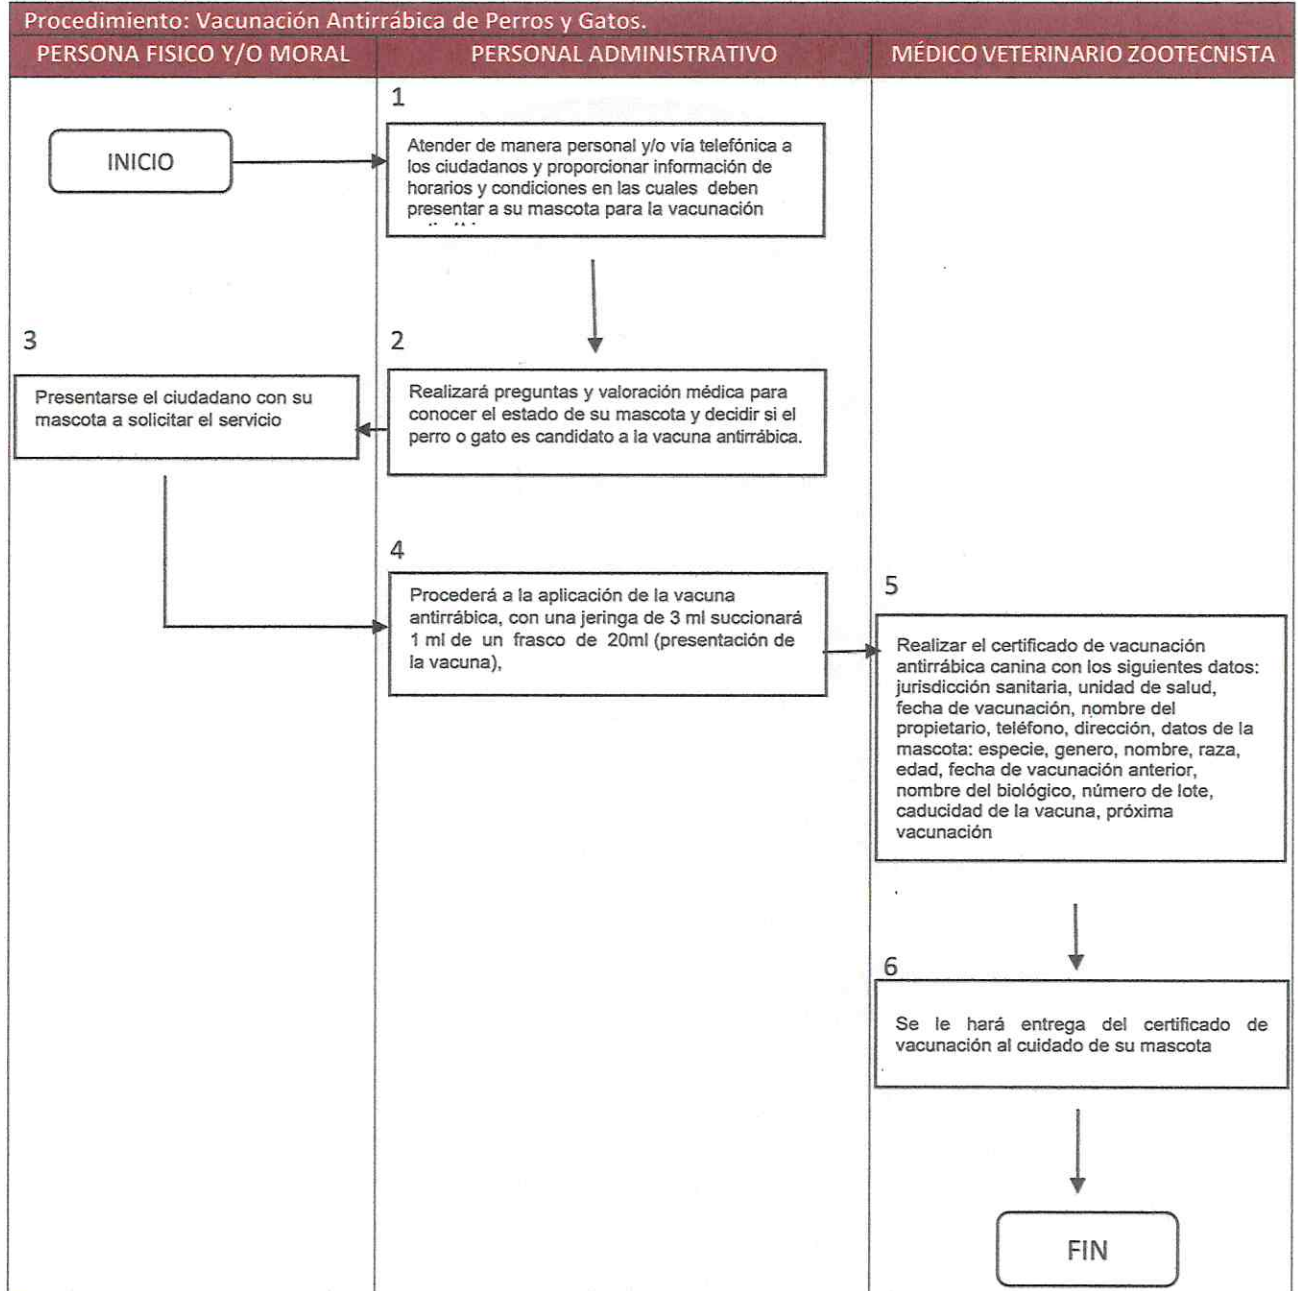 Procedimiento: Vacunación Antirrábica de Perros y Gatos.
PERSONA FISICO Y/O MORAL
PERSONAL ADMINISTRATIVO
MÉDICO VETERINARIO ZOOTECNISTA
INICIO
1
Atender de manera personal y/o vía telefónica a
los ciudadanos y proporcionar información de
horarios y condiciones en las cuales deben
presentar a su mascota para la vacunación
2
Realizará preguntas y valoración médica para
conocer el estado de su mascota y decidir si el
perro o gato es candidato a la vacuna antirrábica.
3
Presentarse el ciudadano con su
mascota a solicitar el servicio
4
Procederá a la aplicación de la vacuna
antirrábica, con una jeringa de 3 ml succionará
1 ml de un frasco de 20ml (presentación de
la vacuna),
5
Realizar el certificado de vacunación
antirrábica canina con los siguientes datos:
jurisdicción sanitaria, unidad de salud,
fecha de vacunación, nombre del
propietario, teléfono, dirección, datos de la
mascota: especie, genero, nombre, raza,
edad, fecha de vacunación anterior,
nombre del biológico, número de lote,
caducidad de la vacuna, próxima
vacunación
6
Se le hará entrega del certificado de
vacunación al cuidado de su mascota
FIN